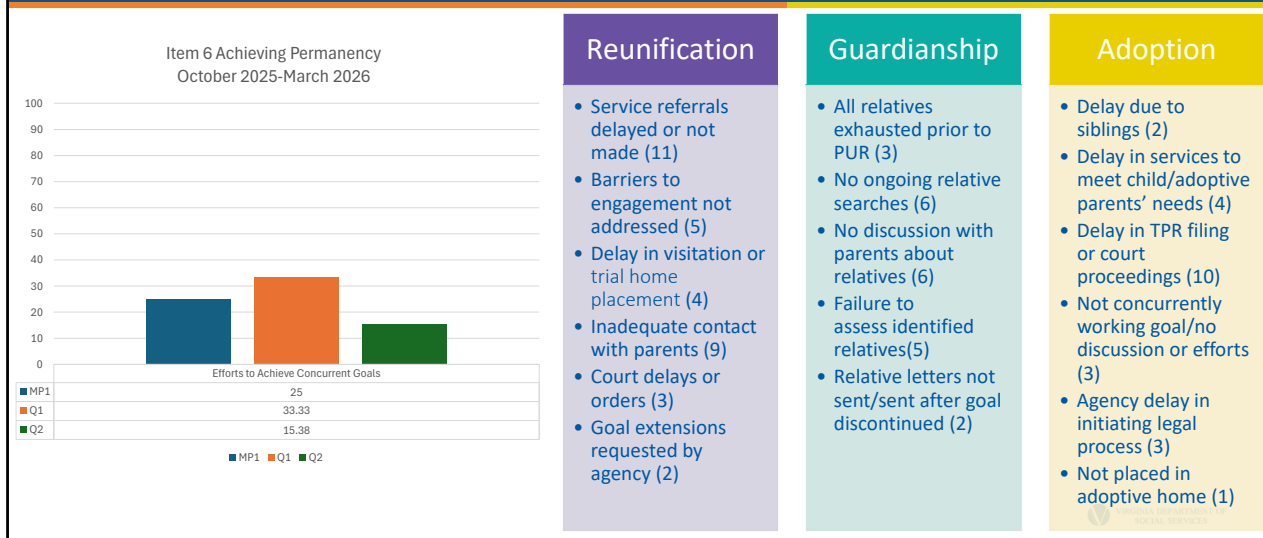 Item 6 Achieving Permanency
October 2025-March 2026
100
90
80
70
60
50
40
30
20
10
0
Efforts to Achieve Concurrent Goals
MP1 25
Q1 33.33
Q2 15.38
MP1 Q1 Q2
Reunification
• Service referrals
delayed or not
made (11)
• Barriers to
engagement not
addressed (5)
• Delay in visitation or
trial home
placement (4)
• Inadequate contact
with parents (9)
• Court delays or
orders (3)
• Goal extensions
requested by
agency (2)
Guardianship
• All relatives
exhausted prior to
PUR (3)
• No ongoing relative
searches (6)
• No discussion with
parents about
relatives (6)
• Failure to
assess identified
relatives(5)
• Relative letters not
sent/sent after goal
discontinued (2)
Adoption
• Delay due to
siblings (2)
• Delay in services to
meet child/adoptive
parents’ needs (4)
• Delay in TPR filing
or court
proceedings (10)
• Not concurrently
working goal/no
discussion or efforts
(3)
• Agency delay in
initiating legal
process (3)
• Not placed in
adoptive home (1)
VIRGINIA DEPARTMENT OF
SOCIAL SERVICES